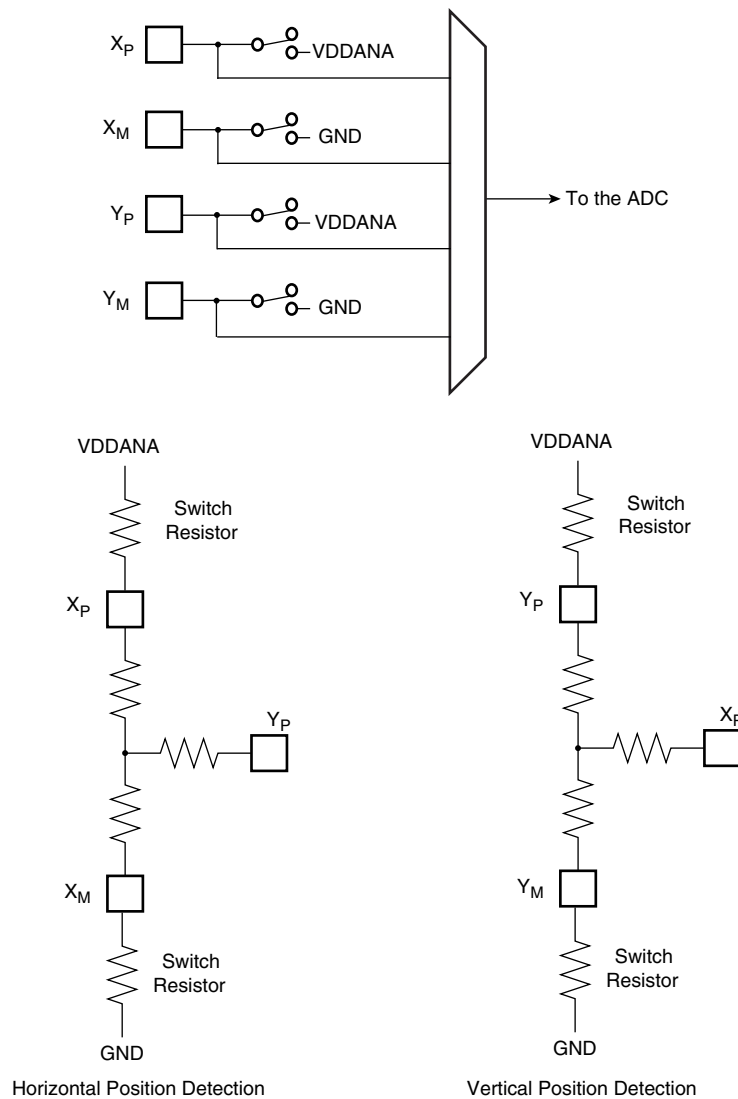 XP
VDDANA
XM
GND
To the ADC
YP
VDDANA
YM
GND
VDDANA
VDDANA
Switch
Resistor
Switch
Resistor
XP
YP
YP
XP
XM
YM
Switch
Resistor
Switch
Resistor
GND
GND
Horizontal Position Detection
Vertical Position Detection